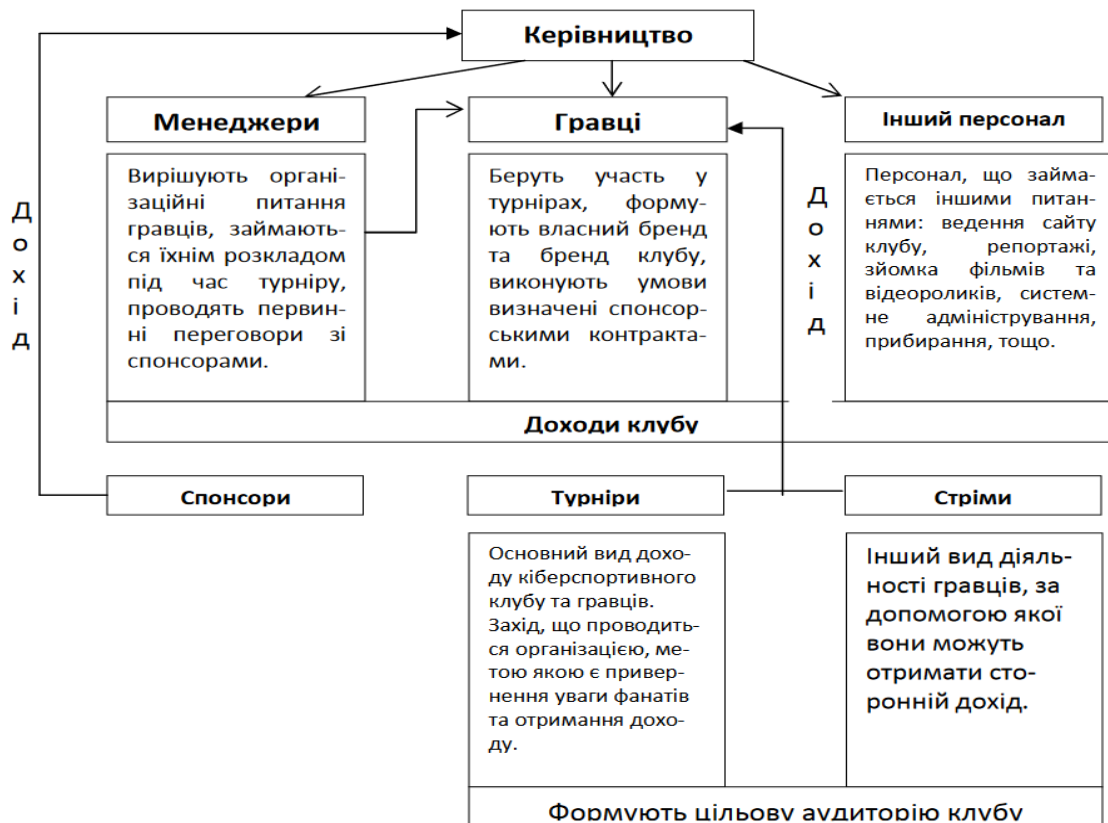 Керівництво
Менеджери
Гравці
Інший персонал
Вирішують органі-
заційні питання
гравців, займають-
ся їхнім розкладом
під час турніру,
проводять первин-
ні переговори зі
спонсорами.
Беруть участь у
турнірах, форму-
ють власний бренд
та бренд клубу,
виконують умови
визначені спонсор-
ськими контракта-
ми.
Персонал, що займа-
ється іншими питан-
нями: ведення сайту
клубу, репортажі,
зйомка фільмів та
відеороликів, систем-
не адміністрування,
прибирання, тощо.
Дохід
Дохід
Доходи клубу
Спонсори
Турніри
Стріми
Основний вид дохо-
ду кіберспортивного
клубу та гравців.
Захід, що проводить-
ся організацією, ме-
тою якою є привер-
нення уваги фанатів
та отримання дохо-
ду.
Інший вид діяль-
ності гравців, за
допомогою якої
вони можуть
отримати сто-
ронній дохід.
Формують цільову аудиторію клубу